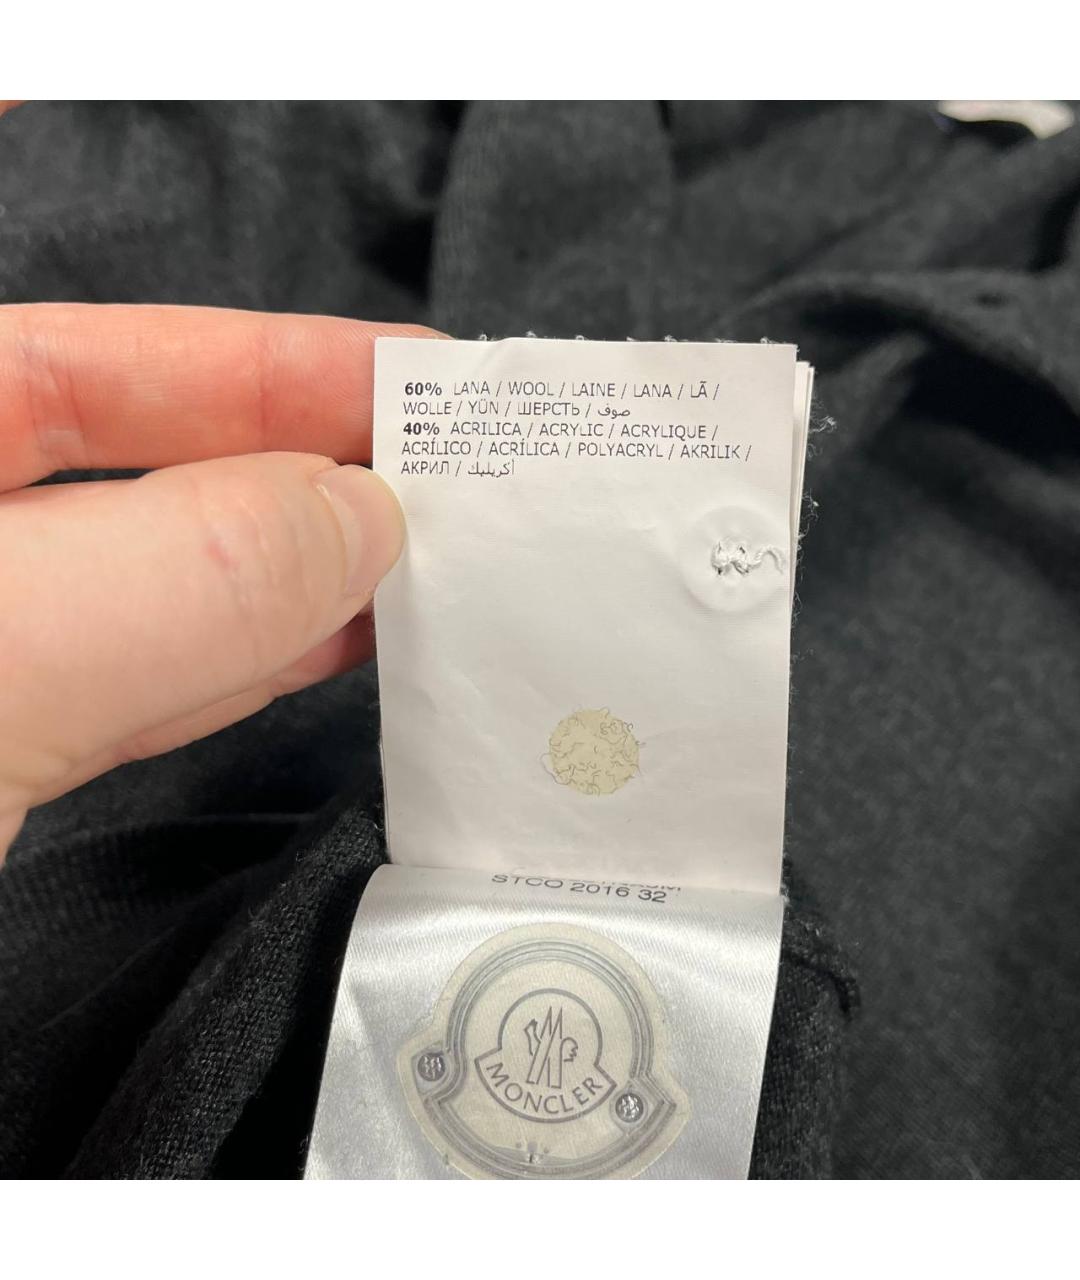 60% LANA / WOOL / LAINE / LANA / LÃ /
WOLLE / YÜN / ШЕРСТЬ / صوف
40% ACRILICA / ACRYLIC / ACRYLIQUE /
ACRÍLICO / ACRÍLICA / POLYACRYL / AKRILIK /
АКРИЛ / أكريليك
STCO 2016 32
MONCLER